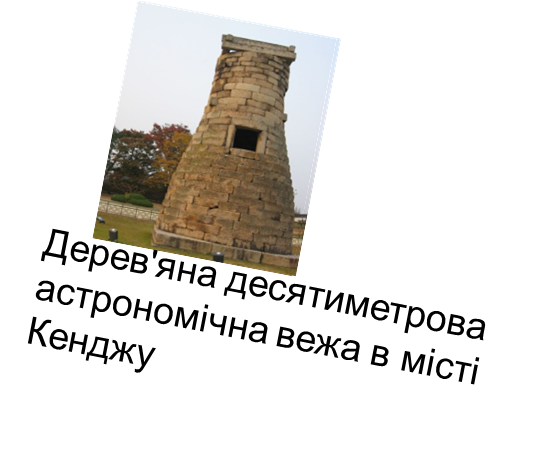 Дерев'яна десятиметрова
астрономічна вежа в місті
Кенджу